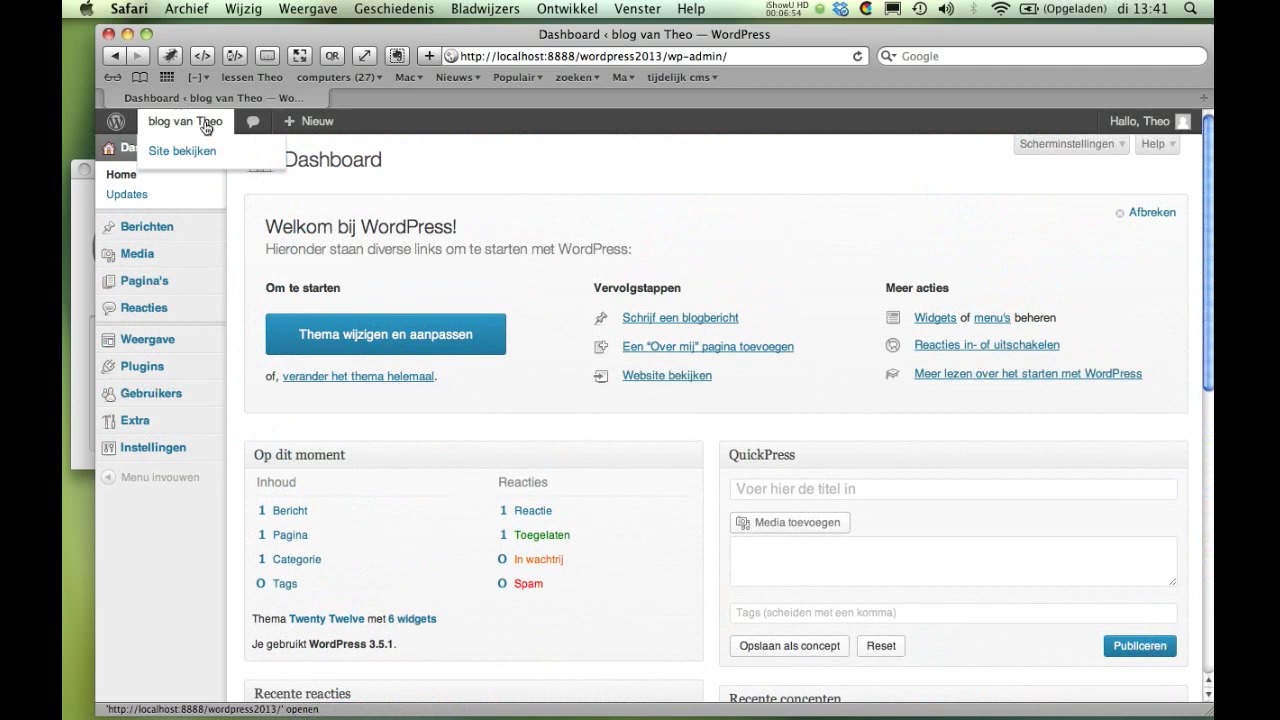 Safari Archief Wijzig Weergave Geschiedenis Bladwijzers Ontwikkel Venster Help iShowU HD 00:06:54 (Opgeladen) di 13:41
Dashboard ‹ blog van Theo — WordPress
</> OR + http://localhost:8888/wordpress2013/wp-admin/ Google
[–]▾ lessen Theo computers (27)▾ Mac▾ Nieuws▾ Populair▾ zoeken▾ Ma▾ tijdelijk cms▾
Dashboard ‹ blog van Theo — Wo...
blog van Theo + Nieuw Hallo, Theo
Das
Site bekijken
Dashboard
Scherminstellingen Help
Home
Updates
Berichten
Media
Pagina's
Reacties
Weergave
Plugins
Gebruikers
Extra
Instellingen
Menu invouwen
Welkom bij WordPress!
Afbreken
Hieronder staan diverse links om te starten met WordPress:
Om te starten
Thema wijzigen en aanpassen
of, verander het thema helemaal.
Vervolgstappen
Schrijf een blogbericht
Een “Over mij” pagina toevoegen
Website bekijken
Meer acties
Widgets of menu's beheren
Reacties in- of uitschakelen
Meer lezen over het starten met WordPress
Op dit moment
Inhoud
1 Bericht
1 Pagina
1 Categorie
0 Tags
Reacties
1 Reactie
1 Toegelaten
0 In wachtrij
0 Spam
Thema Twenty Twelve met 6 widgets
Je gebruikt WordPress 3.5.1.
QuickPress
Voer hier de titel in
Media toevoegen
Tags (scheiden met een komma)
Opslaan als concept Reset Publiceren
Recente reacties
Recente concepten
'http://localhost:8888/wordpress2013/' openen